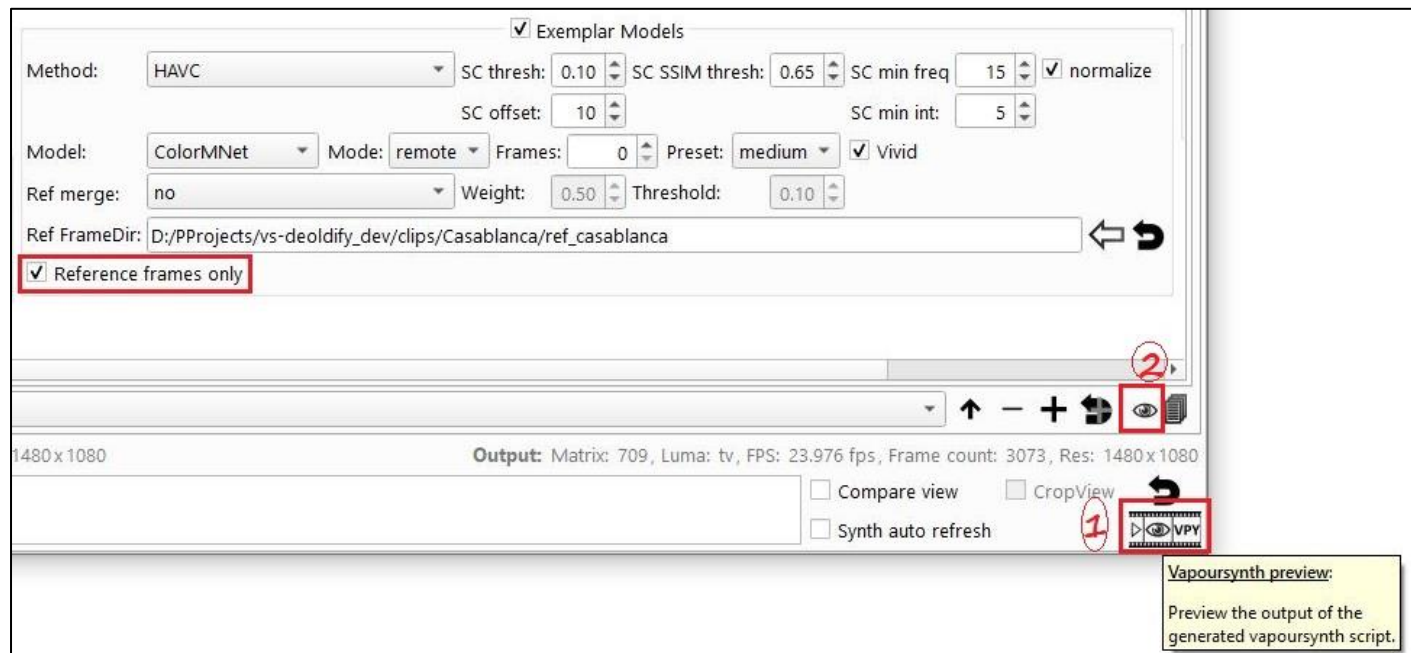 Exemplar Models
Method: HAVC SC thresh: 0.10 SC SSIM thresh: 0.65 SC min freq 15 normalize
SC offset: 10 SC min int: 5
Model: ColorMNet Mode: remote Frames: 0 Preset: medium Vivid
Ref merge: no Weight: 0.50 Threshold: 0.10
Ref FrameDir: D:/PProjects/vs-deoldify_dev/clips/Casablanca/ref_casablanca
Reference frames only
2
1480 x 1080 Output: Matrix: 709, Luma: tv, FPS: 23.976 fps, Frame count: 3073, Res: 1480 x 1080
Compare view CropView
Synth auto refresh 1 VPY
Vapoursynth preview:
Preview the output of the
generated vapoursynth script.